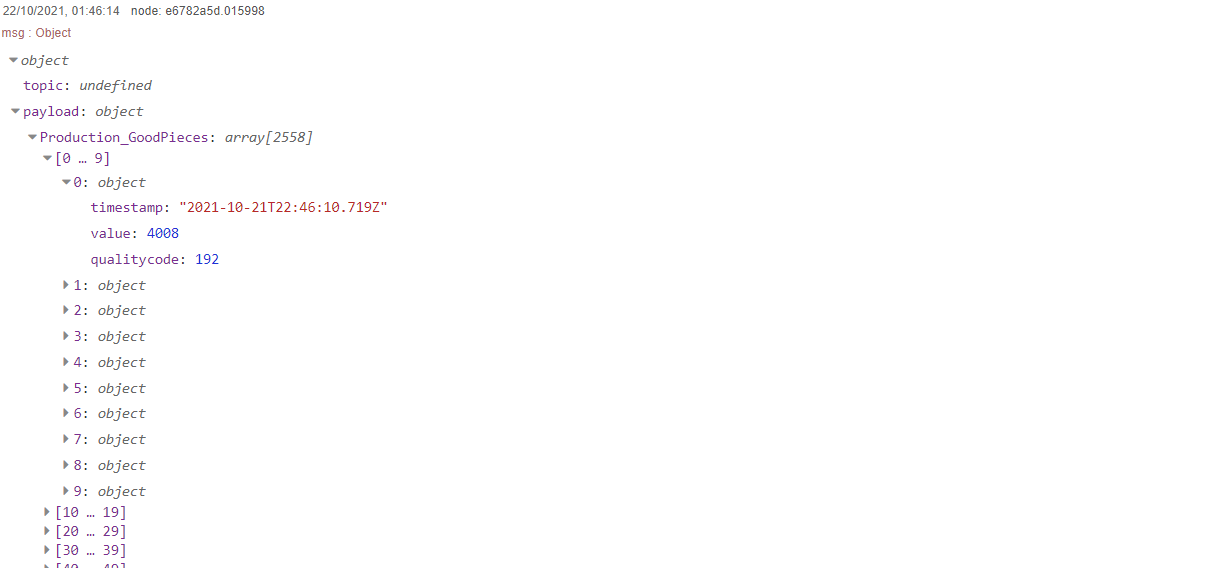 22/10/2021, 01:46:14 node: e6782a5d.015998
msg : Object
object
topic: undefined
payload: object
Production_GoodPieces: array[2558]
[0 … 9]
0: object
timestamp: "2021-10-21T22:46:10.719Z"
value: 4008
qualitycode: 192
1: object
2: object
3: object
4: object
5: object
6: object
7: object
8: object
9: object
[10 … 19]
[20 … 29]
[30 … 39]
[40 … 49]